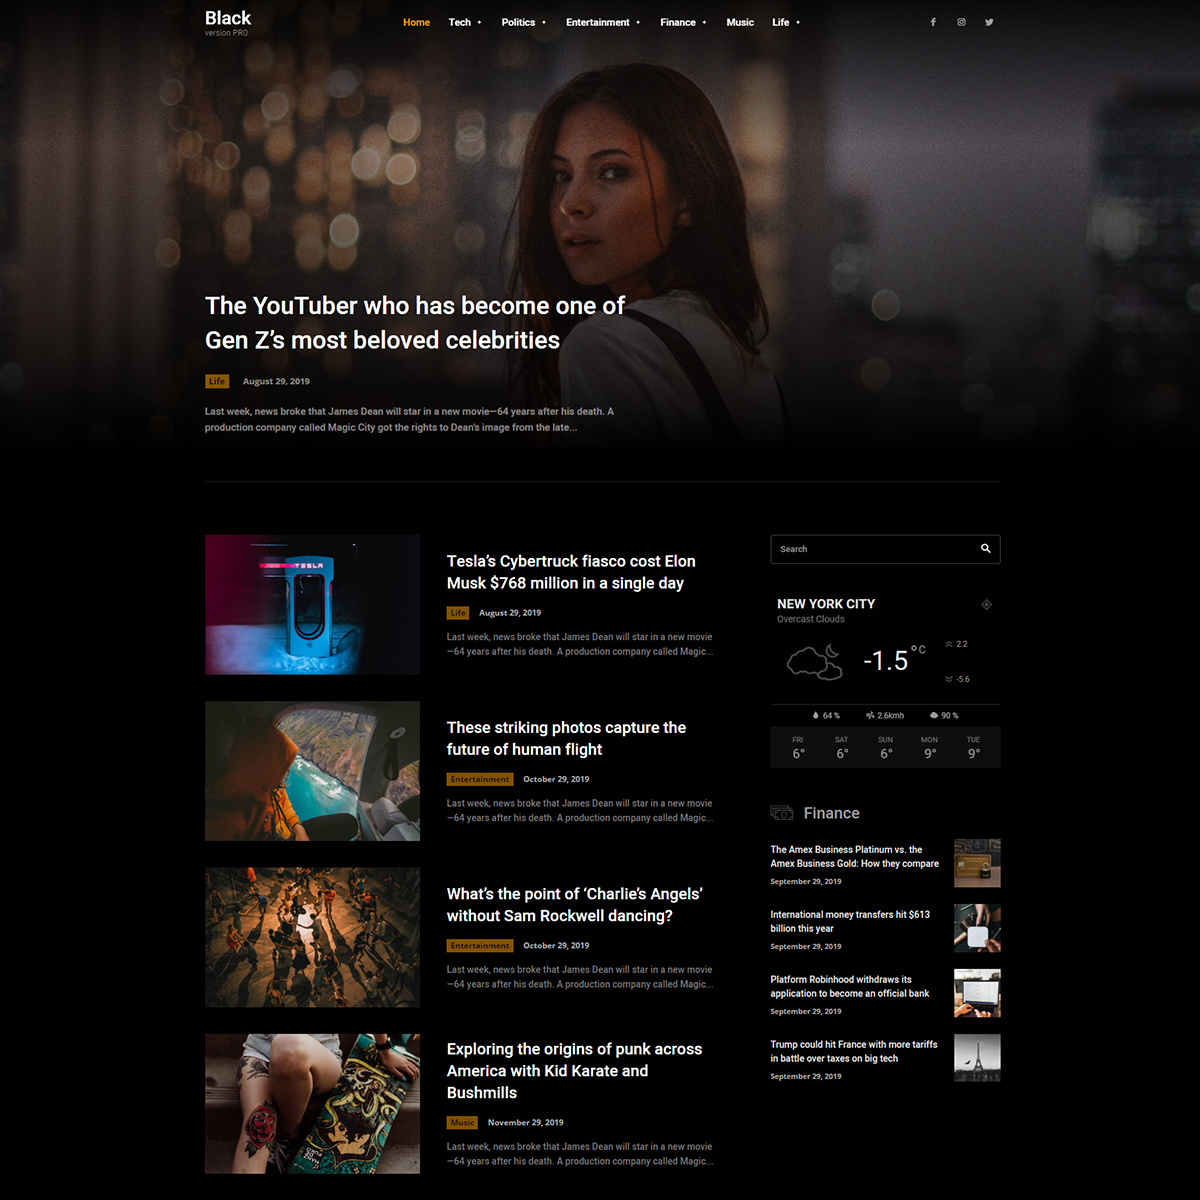 Black
version PRO
Home Tech Politics Entertainment Finance Music Life
The YouTuber who has become one of
Gen Z’s most beloved celebrities
Life August 29, 2019
Last week, news broke that James Dean will star in a new movie—64 years after his death. A
production company called Magic City got the rights to Dean's image from the late...
TESLA
Tesla’s Cybertruck fiasco cost Elon
Musk $768 million in a single day
Life August 29, 2019
Last week, news broke that James Dean will star in a new movie
—64 years after his death. A production company called Magic...
These striking photos capture the
future of human flight
Entertainment October 29, 2019
Last week, news broke that James Dean will star in a new movie
—64 years after his death. A production company called Magic...
What’s the point of ‘Charlie’s Angels’
without Sam Rockwell dancing?
Entertainment October 29, 2019
Last week, news broke that James Dean will star in a new movie
—64 years after his death. A production company called Magic...
Exploring the origins of punk across
America with Kid Karate and
Bushmills
Music November 29, 2019
Last week, news broke that James Dean will star in a new movie
—64 years after his death. A production company called Magic...
Search
NEW YORK CITY
Overcast Clouds
-1.5°C
2.2
-5.6
64 % 2.6kmh 90 %
FRI SAT SUN MON TUE
6° 6° 6° 9° 9°
Finance
The Amex Business Platinum vs. the
Amex Business Gold: How they compare
September 29, 2019
International money transfers hit $613
billion this year
September 29, 2019
Platform Robinhood withdraws its
application to become an official bank
September 29, 2019
Trump could hit France with more tariffs
in battle over taxes on big tech
September 29, 2019